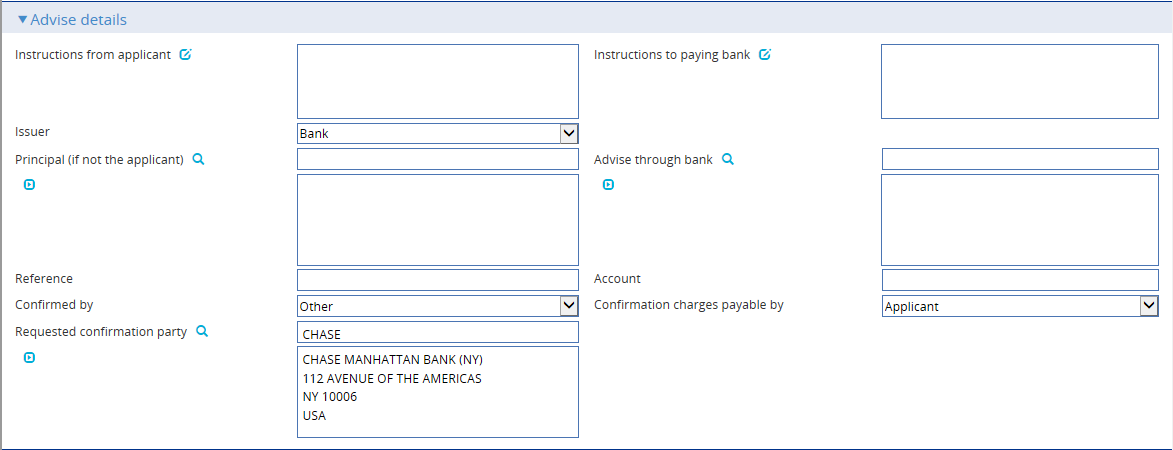 Advise details
Instructions from applicant
Instructions to paying bank
Issuer
Bank
Principal (if not the applicant)
Advise through bank
Reference
Account
Confirmed by
Other
Confirmation charges payable by
Applicant
Requested confirmation party
CHASE
CHASE MANHATTAN BANK (NY)
112 AVENUE OF THE AMERICAS
NY 10006
USA